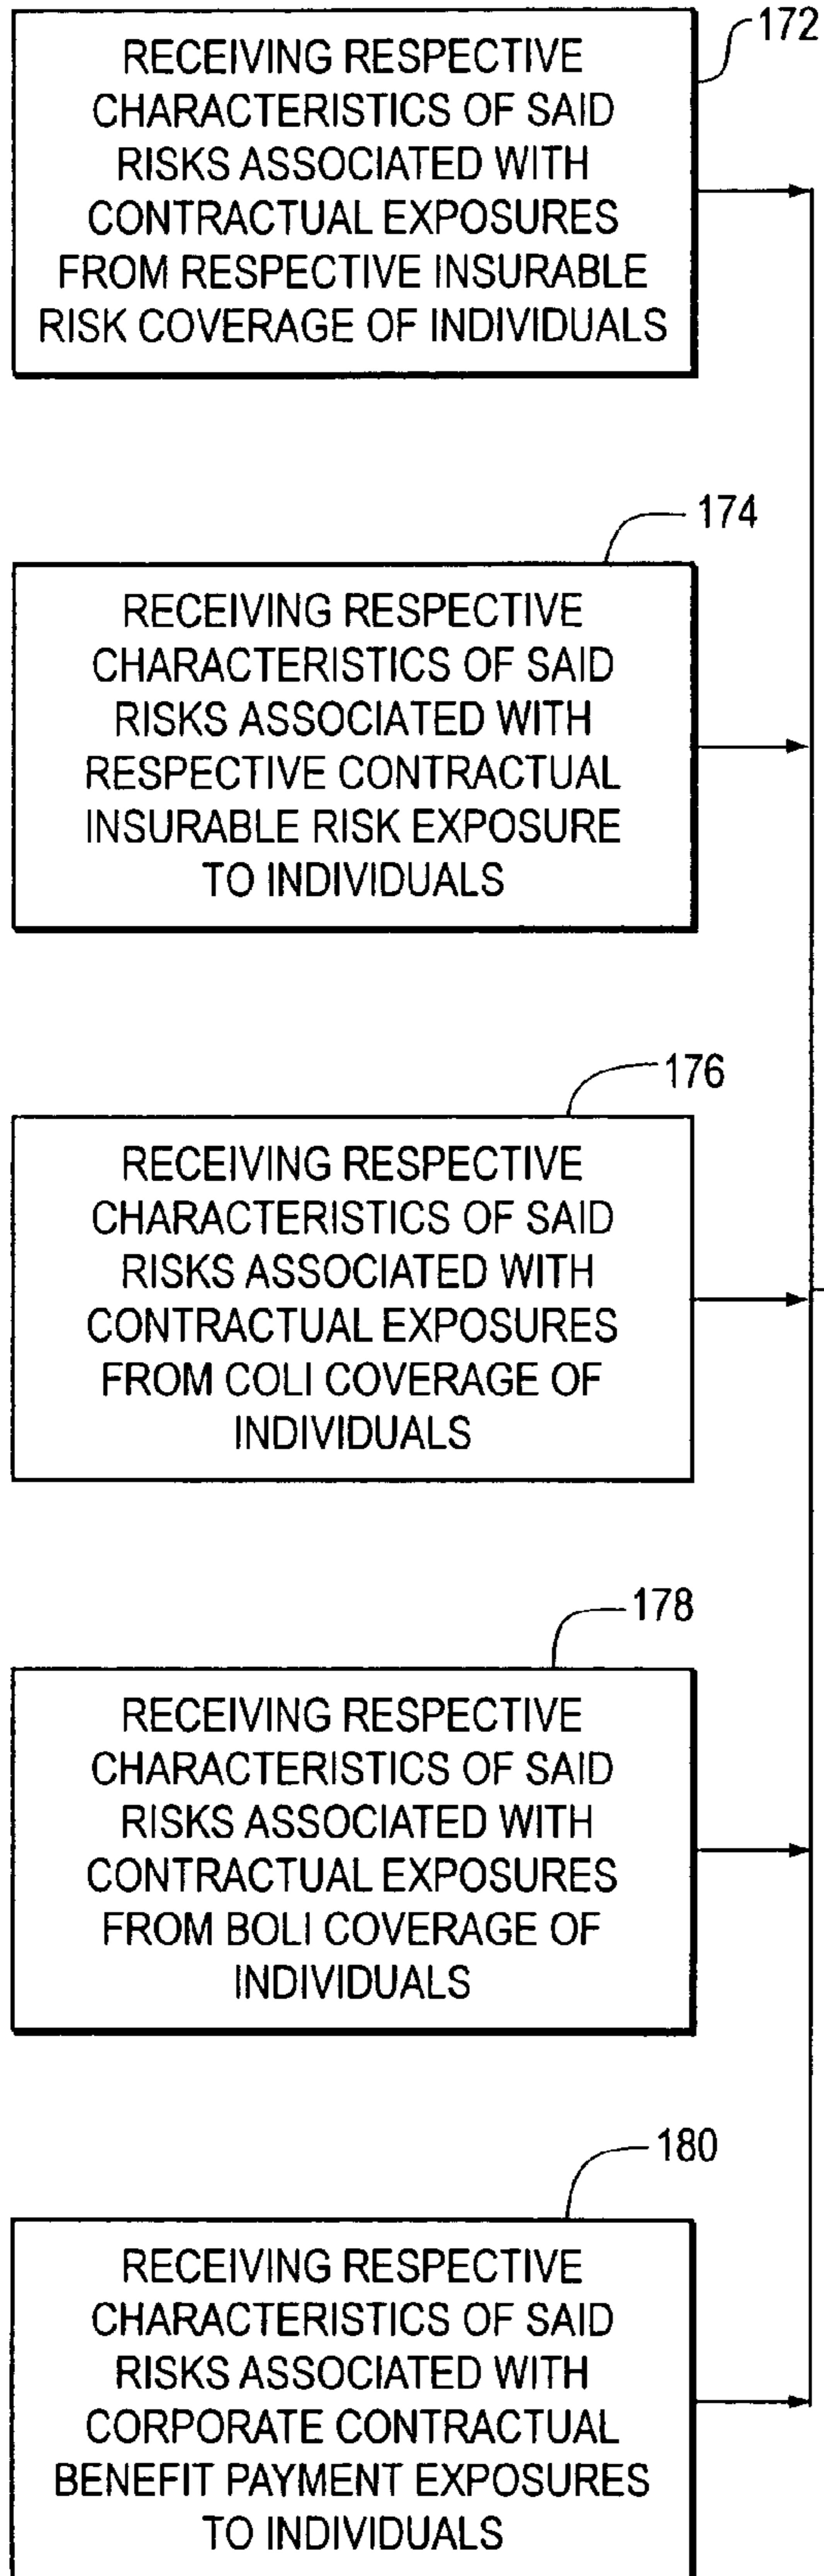 172
RECEIVING RESPECTIVE
CHARACTERISTICS OF SAID
RISKS ASSOCIATED WITH
CONTRACTUAL EXPOSURES
FROM RESPECTIVE INSURABLE
RISK COVERAGE OF INDIVIDUALS
174
RECEIVING RESPECTIVE
CHARACTERISTICS OF SAID
RISKS ASSOCIATED WITH
RESPECTIVE CONTRACTUAL
INSURABLE RISK EXPOSURE
TO INDIVIDUALS
176
RECEIVING RESPECTIVE
CHARACTERISTICS OF SAID
RISKS ASSOCIATED WITH
CONTRACTUAL EXPOSURES
FROM COLI COVERAGE OF
INDIVIDUALS
178
RECEIVING RESPECTIVE
CHARACTERISTICS OF SAID
RISKS ASSOCIATED WITH
CONTRACTUAL EXPOSURES
FROM BOLI COVERAGE OF
INDIVIDUALS
180
RECEIVING RESPECTIVE
CHARACTERISTICS OF SAID
RISKS ASSOCIATED WITH
CORPORATE CONTRACTUAL
BENEFIT PAYMENT EXPOSURES
TO INDIVIDUALS